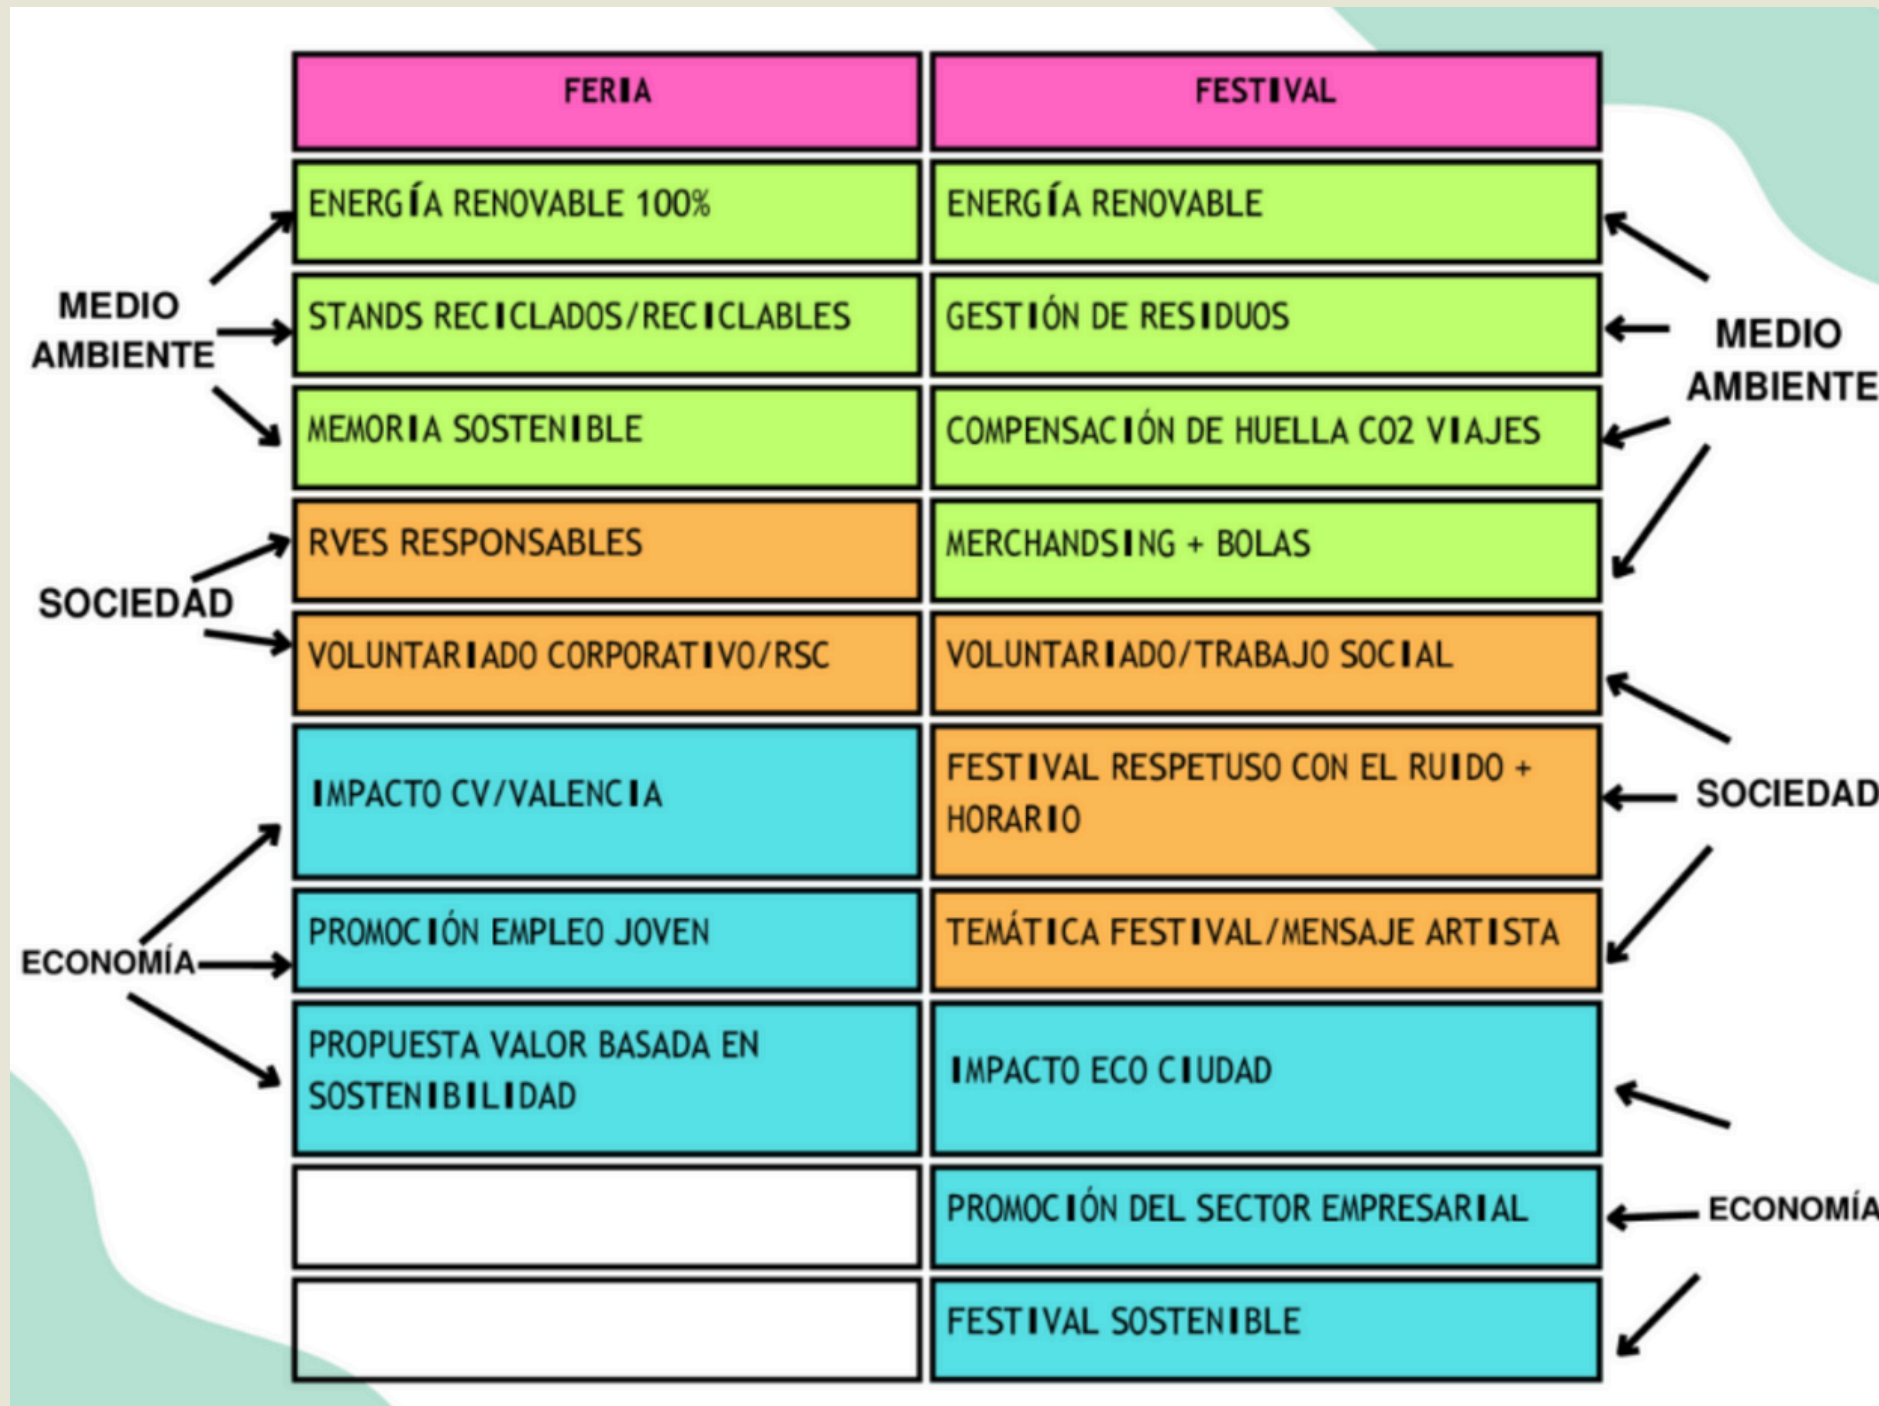 FERIA
FESTIVAL
ENERGÍA RENOVABLE 100%
ENERGÍA RENOVABLE
STANDS RECICLADOS/RECICLABLES
GESTIÓN DE RESIDUOS
MEMORIA SOSTENIBLE
COMPENSACIÓN DE HUELLA CO2 VIAJES
RVES RESPONSABLES
MERCHANDSING + BOLAS
VOLUNTARIADO CORPORATIVO/RSC
VOLUNTARIADO/TRABAJO SOCIAL
IMPACTO CV/VALENCIA
FESTIVAL RESPETUSO CON EL RUIDO +
HORARIO
PROMOCIÓN EMPLEO JOVEN
TEMÁTICA FESTIVAL/MENSAJE ARTISTA
PROPUESTA VALOR BASADA EN
SOSTENIBILIDAD
IMPACTO ECO CIUDAD
PROMOCIÓN DEL SECTOR EMPRESARIAL
FESTIVAL SOSTENIBLE
MEDIO
AMBIENTE
SOCIEDAD
ECONOMÍA
MEDIO
AMBIENTE
SOCIEDAD
ECONOMÍA